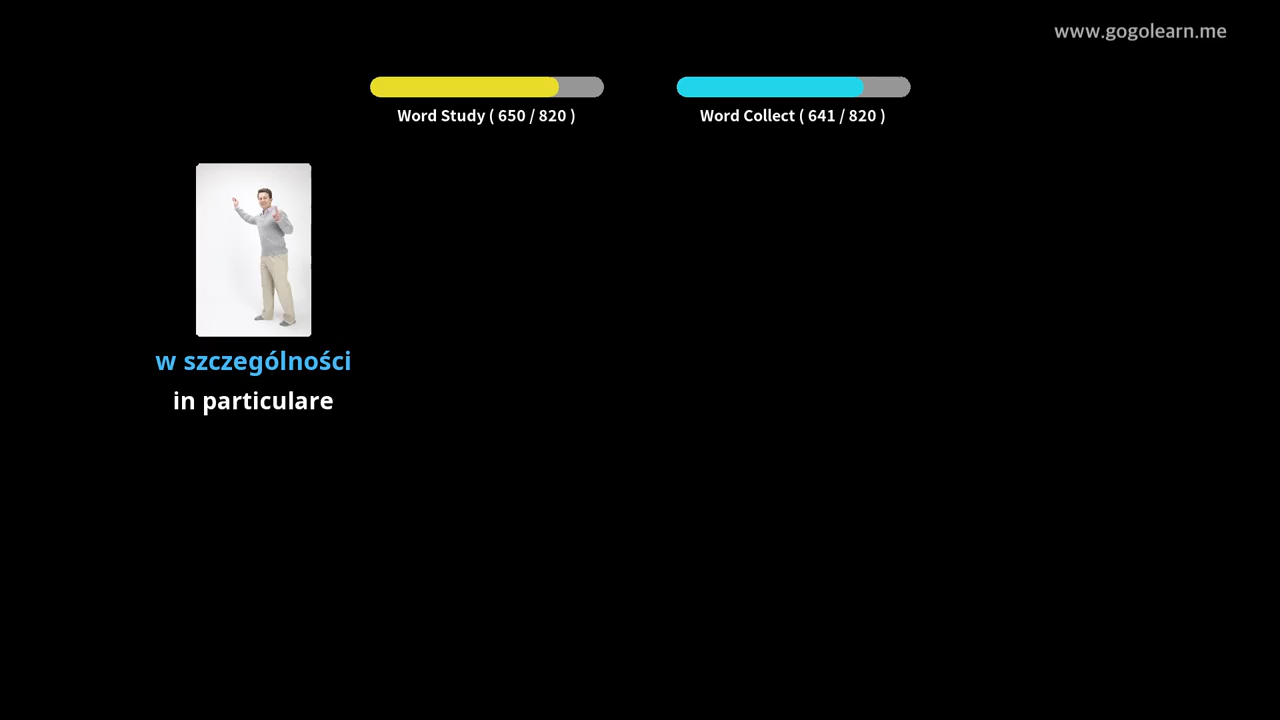 www.gogolearn.me
Word Study ( 650 / 820 )
Word Collect ( 641 / 820 )
w szczególności
in particulare